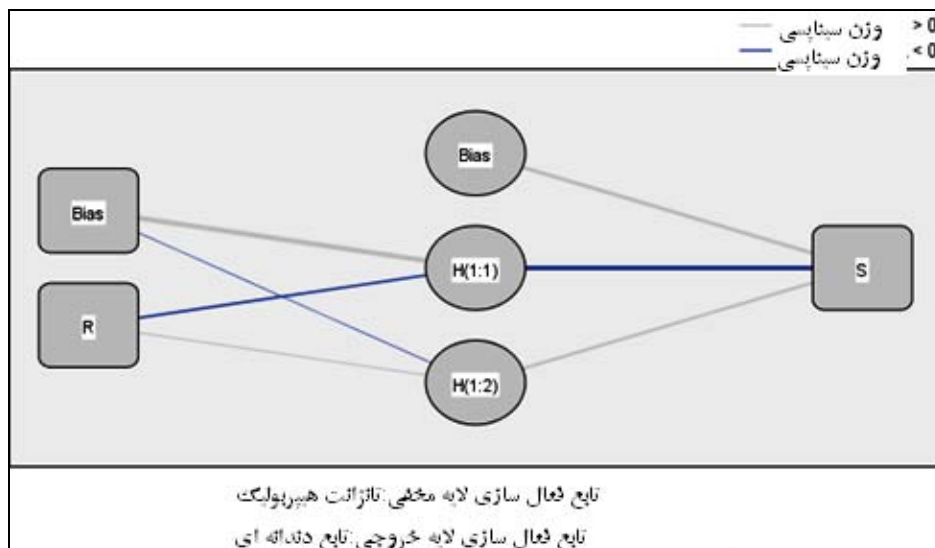 وزن سیناپسی > 0
وزن سیناپسی < 0
Bias
Bias
H(1:1)
S
R
H(1:2)
تابع فعال سازی لایه مخفی:تانژانت هیپربولیک
تابع فعال سازی لایه خروجی:تابع دندانه ای